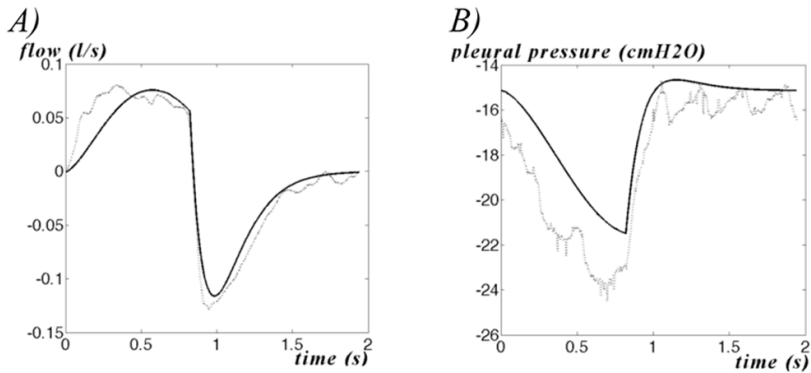 A)
flow (l/s)
0.1
0.05
0
-0.05
-0.1
-0.15
0 0.5 1 1.5 2
time (s)
B)
pleural pressure (cmH2O)
-14
-16
-18
-20
-22
-24
-26
0 0.5 1 1.5 2
time (s)